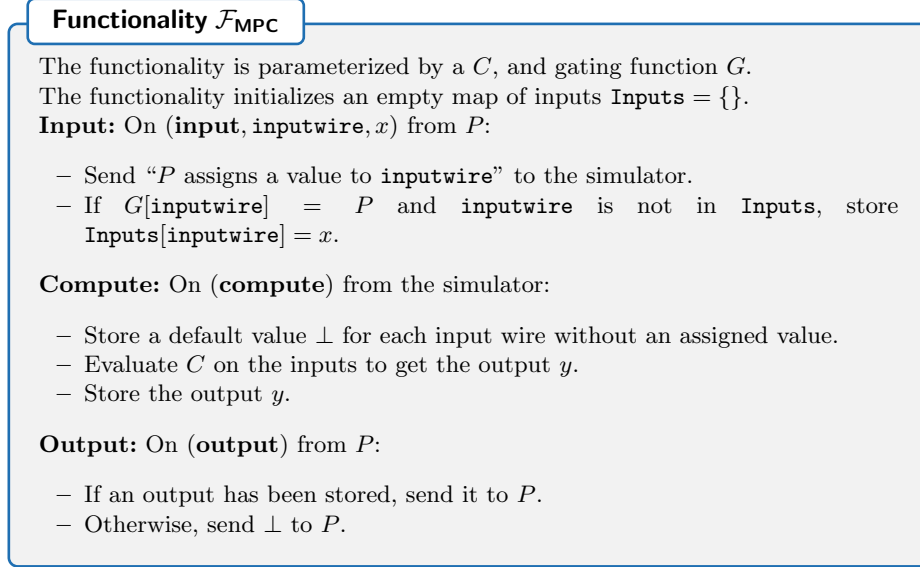 Functionality $\mathcal{F}_{\mathsf{MPC}}$
The functionality is parameterized by a $C$, and gating function $G$.
The functionality initializes an empty map of inputs Inputs = {}.
Input: On (input, inputwire, $x$) from $P$:
– Send “$P$ assigns a value to inputwire” to the simulator.
– If $G$[inputwire] = $P$ and inputwire is not in Inputs, store
Inputs[inputwire] = $x$.
Compute: On (compute) from the simulator:
– Store a default value ⊥ for each input wire without an assigned value.
– Evaluate $C$ on the inputs to get the output $y$.
– Store the output $y$.
Output: On (output) from $P$:
– If an output has been stored, send it to $P$.
– Otherwise, send ⊥ to $P$.